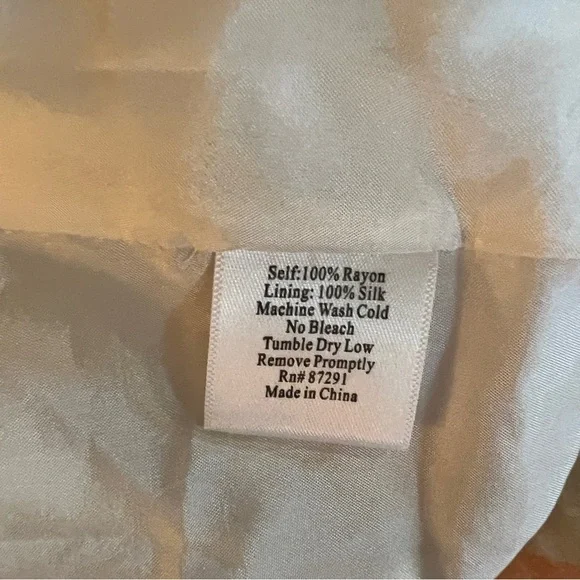 Self:100% Rayon
Lining: 100% Silk
Machine Wash Cold
No Bleach
Tumble Dry Low
Remove Promptly
Rn# 87291
Made in China